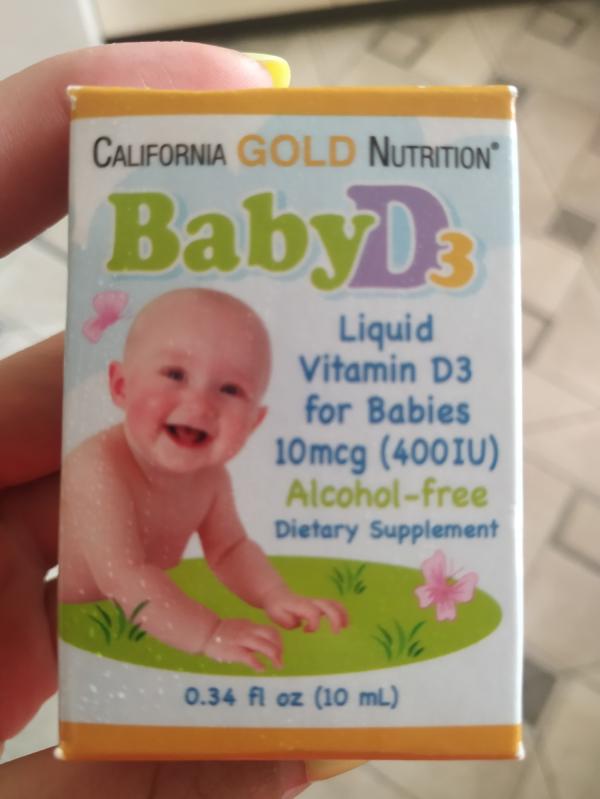 CALIFORNIA GOLD NUTRITION®
BabyD3
Liquid
Vitamin D3
for Babies
10mcg (400IU)
Alcohol-free
Dietary Supplement
0.34 fl oz (10 mL)